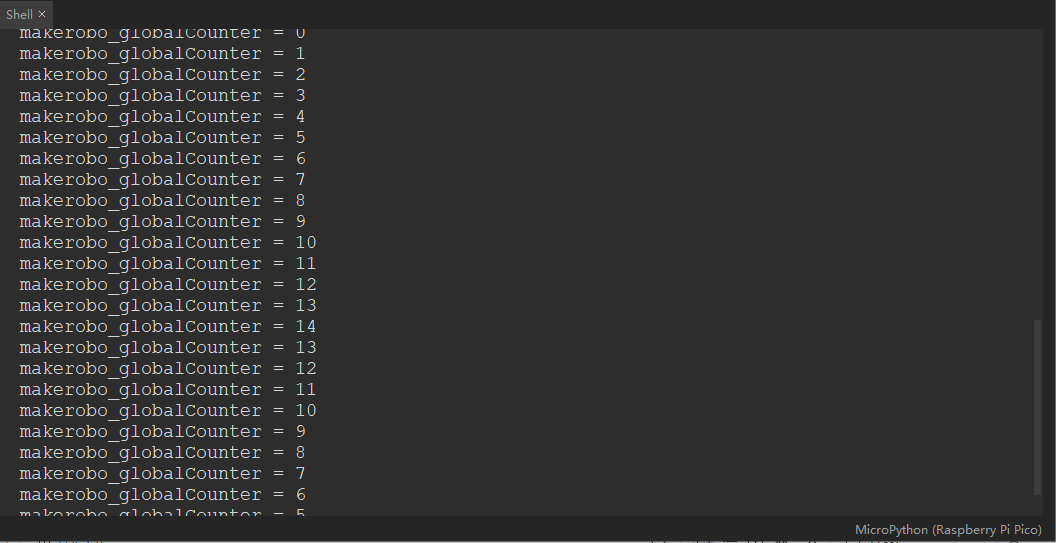 Shell ×
makerobo_globalCounter = 0
makerobo_globalCounter = 1
makerobo_globalCounter = 2
makerobo_globalCounter = 3
makerobo_globalCounter = 4
makerobo_globalCounter = 5
makerobo_globalCounter = 6
makerobo_globalCounter = 7
makerobo_globalCounter = 8
makerobo_globalCounter = 9
makerobo_globalCounter = 10
makerobo_globalCounter = 11
makerobo_globalCounter = 12
makerobo_globalCounter = 13
makerobo_globalCounter = 14
makerobo_globalCounter = 13
makerobo_globalCounter = 12
makerobo_globalCounter = 11
makerobo_globalCounter = 10
makerobo_globalCounter = 9
makerobo_globalCounter = 8
makerobo_globalCounter = 7
makerobo_globalCounter = 6
makerobo_globalCounter = 5
MicroPython (Raspberry Pi Pico)